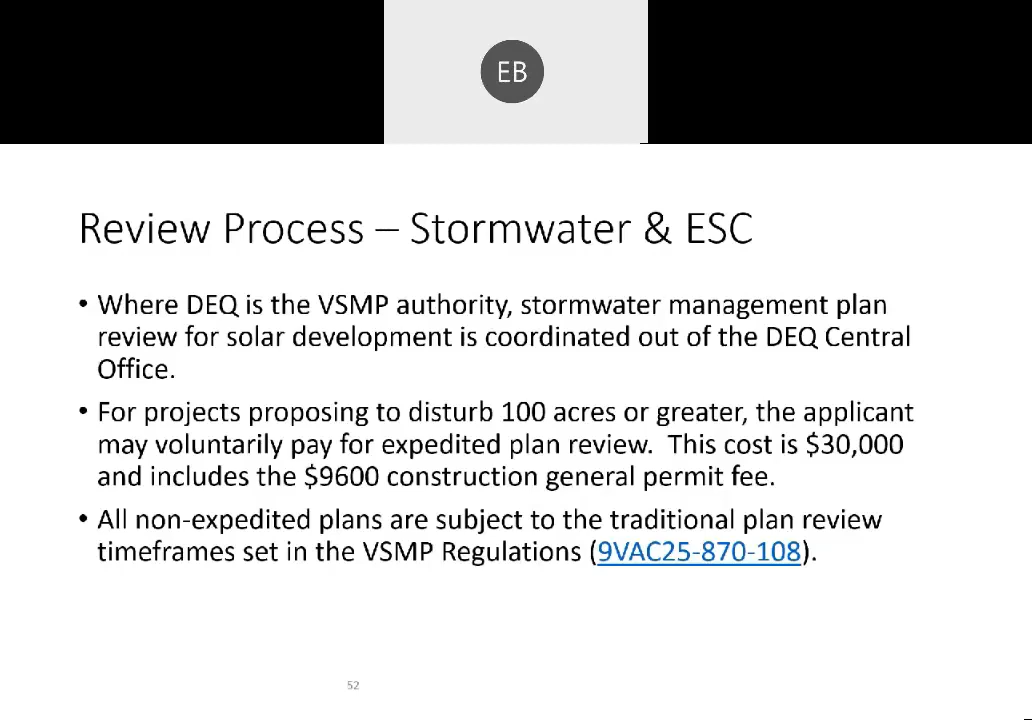 EB
Review Process – Stormwater & ESC
• Where DEQ is the VSMP authority, stormwater management plan
review for solar development is coordinated out of the DEQ Central
Office.
• For projects proposing to disturb 100 acres or greater, the applicant
may voluntarily pay for expedited plan review.  This cost is $30,000
and includes the $9600 construction general permit fee.
• All non-expedited plans are subject to the traditional plan review
timeframes set in the VSMP Regulations (9VAC25-870-108).
52